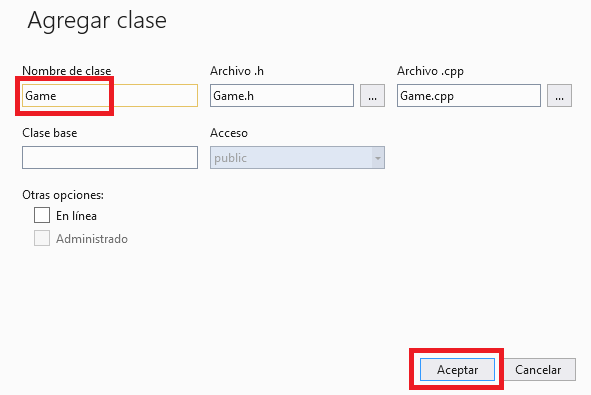 Agregar clase
Nombre de clase Archivo .h Archivo .cpp
Game Game.h ... Game.cpp ...
Clase base Acceso
public
Otras opciones:
En línea
Administrado
Aceptar Cancelar